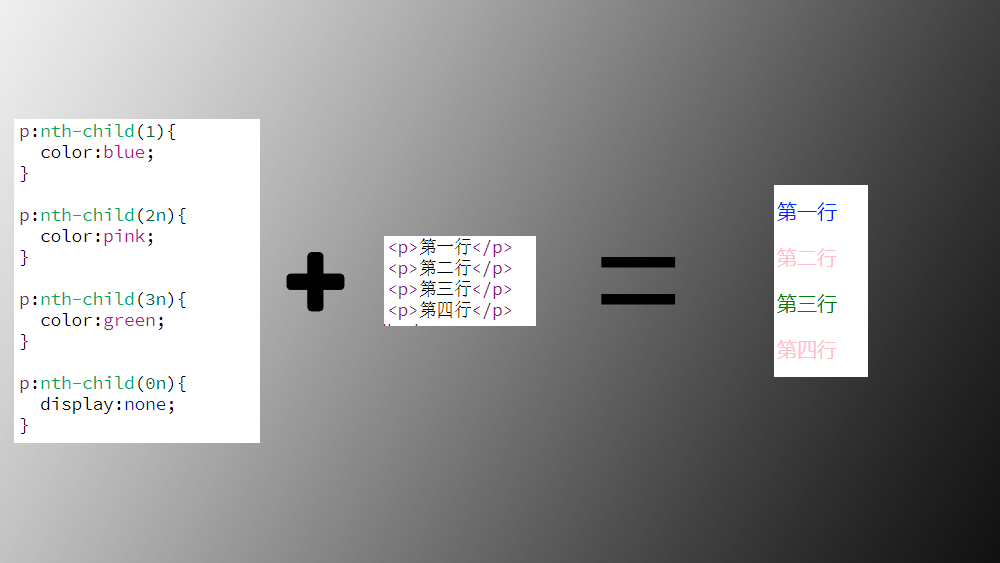 p:nth-child(1){
  color:blue;
}
p:nth-child(2n){
  color:pink;
}
p:nth-child(3n){
  color:green;
}
p:nth-child(0n){
  display:none;
}
<p>第一行</p>
<p>第二行</p>
<p>第三行</p>
<p>第四行</p>
第一行
第二行
第三行
第四行